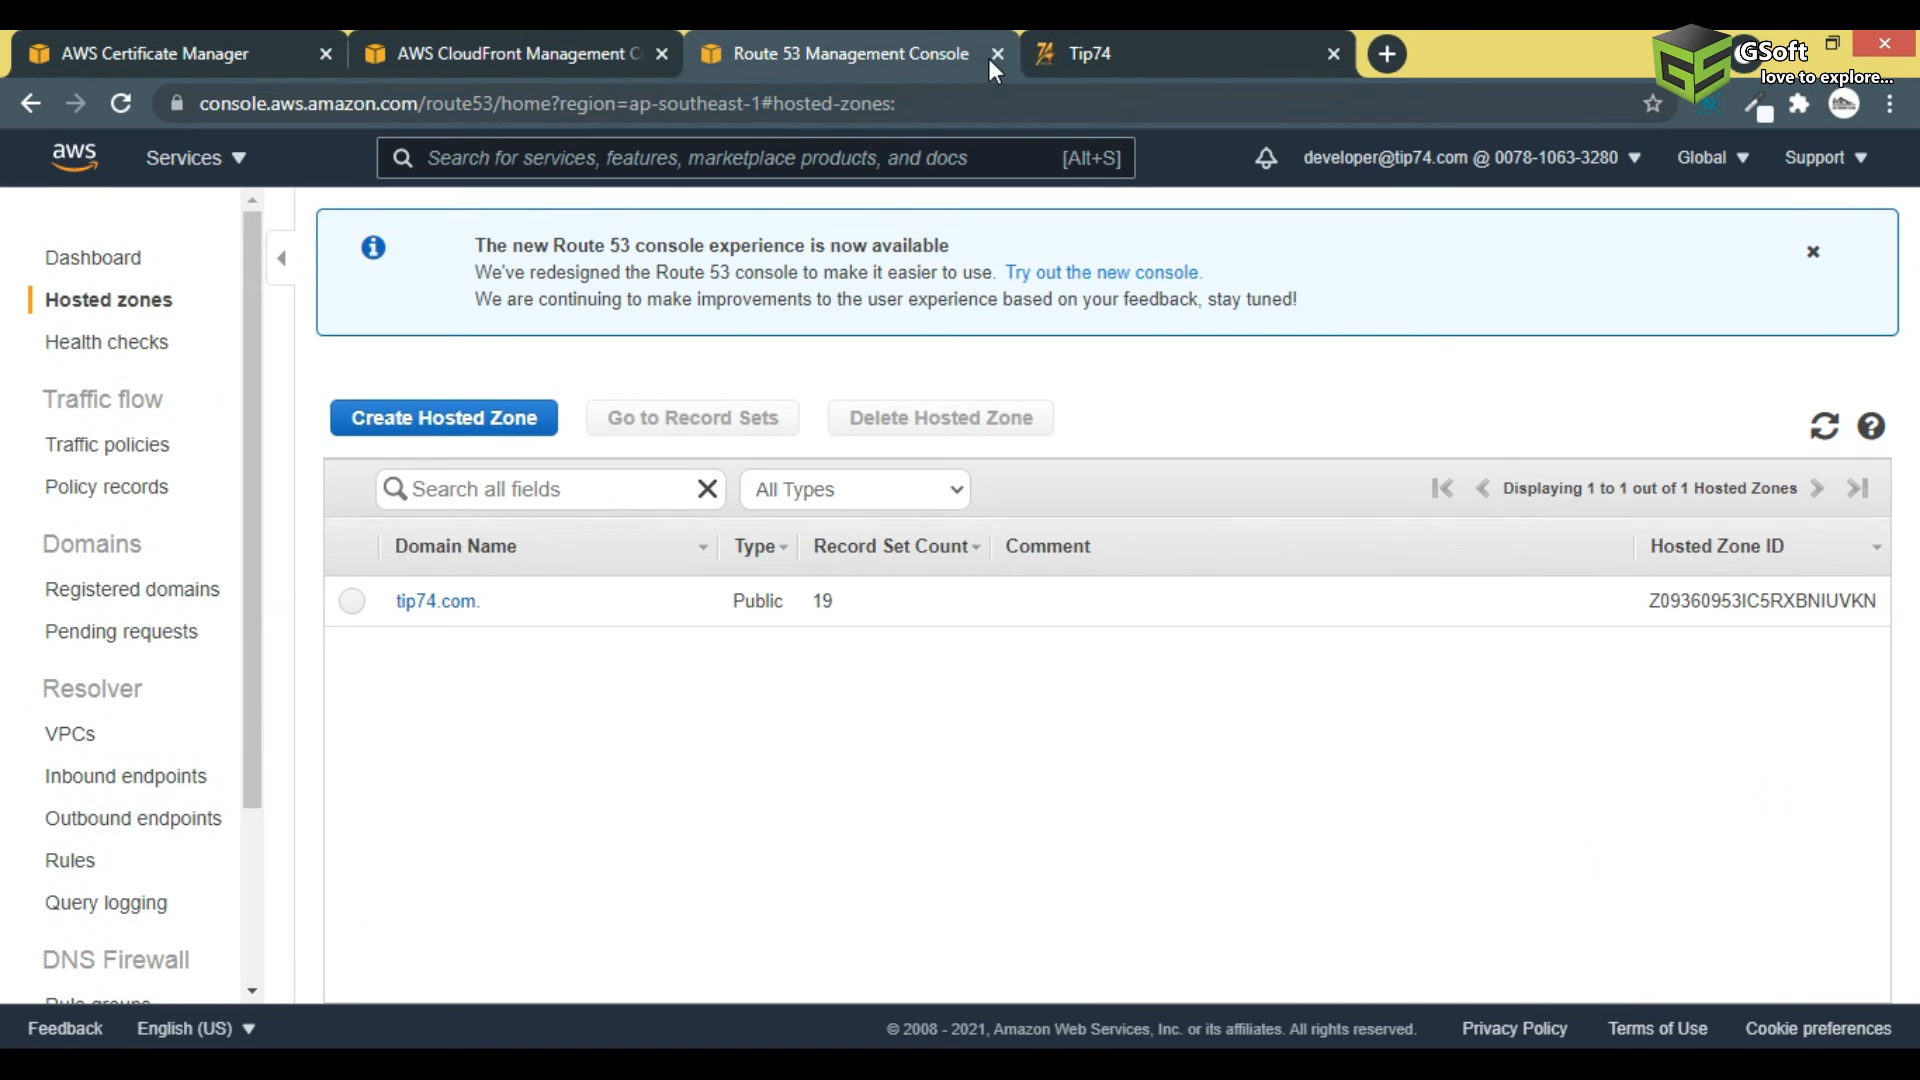 AWS Certificate Manager
AWS CloudFront Management C
Route 53 Management Console
Tip74
GSoft
love to explore...
console.aws.amazon.com/route53/home?region=ap-southeast-1#hosted-zones:
aws
Services
Search for services, features, marketplace products, and docs
[Alt+S]
developer@tip74.com @ 0078-1063-3280
Global
Support
Dashboard
Hosted zones
Health checks
Traffic flow
Traffic policies
Policy records
Domains
Registered domains
Pending requests
Resolver
VPCs
Inbound endpoints
Outbound endpoints
Rules
Query logging
DNS Firewall
Rule groups
The new Route 53 console experience is now available
We've redesigned the Route 53 console to make it easier to use. Try out the new console.
We are continuing to make improvements to the user experience based on your feedback, stay tuned!
Create Hosted Zone
Go to Record Sets
Delete Hosted Zone
Search all fields
All Types
Displaying 1 to 1 out of 1 Hosted Zones
Domain Name
Type
Record Set Count
Comment
Hosted Zone ID
tip74.com.
Public
19
Z09360953IC5RXBNIUVKN
Feedback
English (US)
© 2008 - 2021, Amazon Web Services, Inc. or its affiliates. All rights reserved.
Privacy Policy
Terms of Use
Cookie preferences